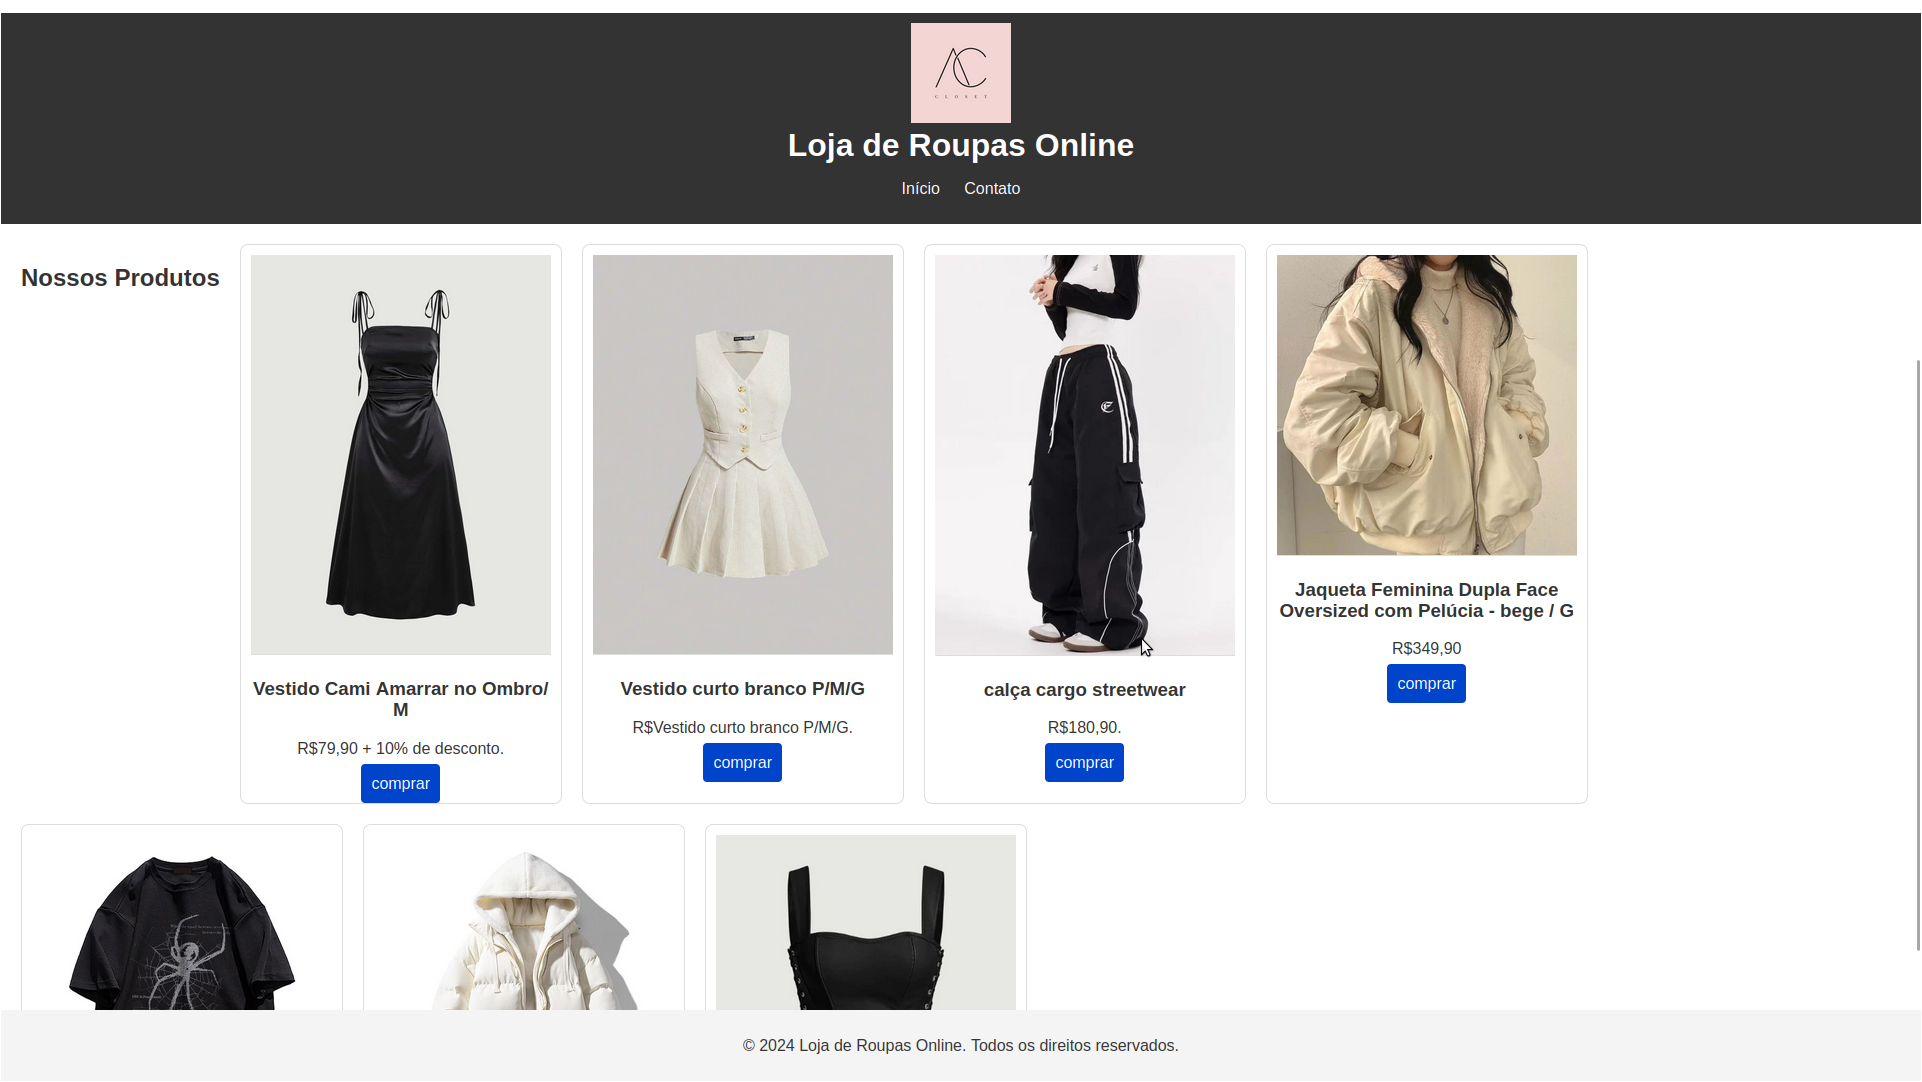 AC
CLOSET
Loja de Roupas Online
Início Contato
Nossos Produtos
Vestido Cami Amarrar no Ombro/
M
R$79,90 + 10% de desconto.
comprar
Vestido curto branco P/M/G
R$Vestido curto branco P/M/G.
comprar
calça cargo streetwear
R$180,90.
comprar
Jaqueta Feminina Dupla Face
Oversized com Pelúcia - bege / G
R$349,90
comprar
© 2024 Loja de Roupas Online. Todos os direitos reservados.